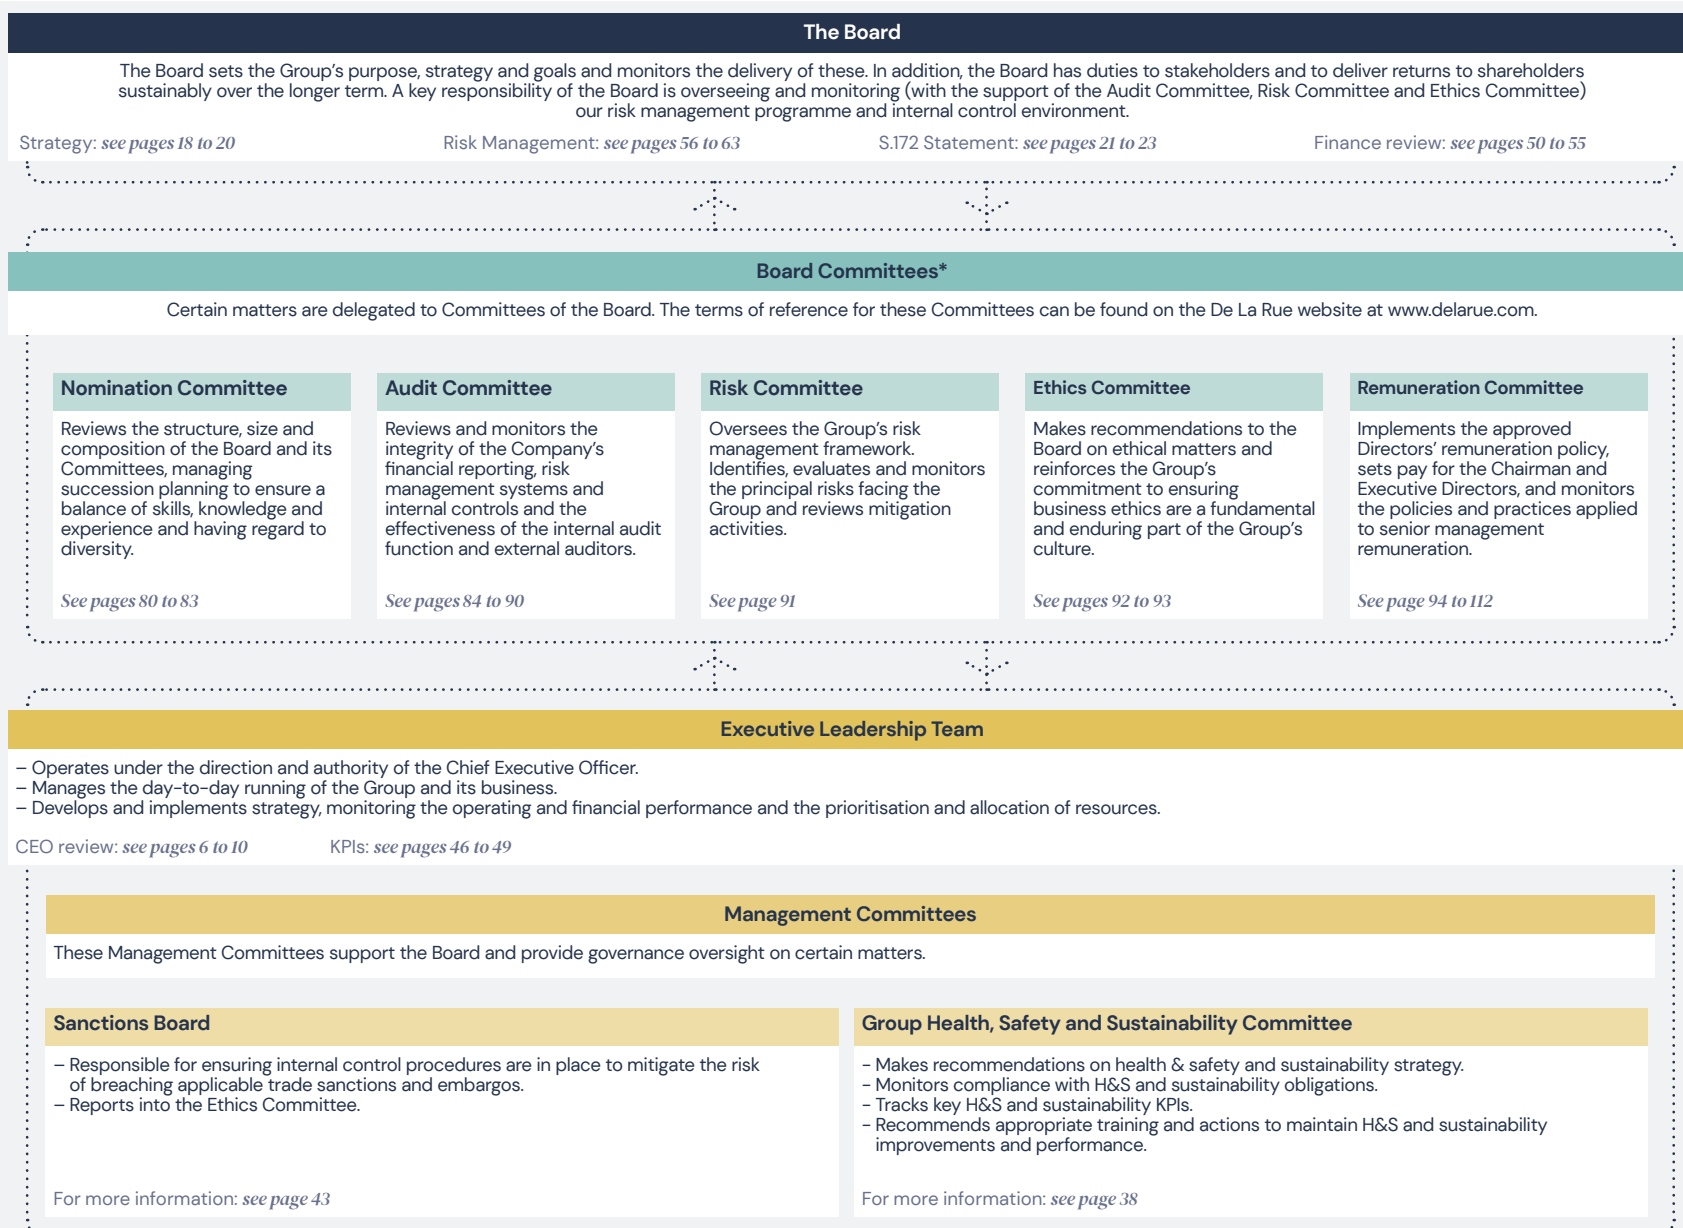 The Board
The Board sets the Group's purpose, strategy and goals and monitors the delivery of these. In addition, the Board has duties to stakeholders and to deliver returns to shareholders
sustainably over the longer term. A key responsibility of the Board is overseeing and monitoring (with the support of the Audit Committee, Risk Committee and Ethics Committee)
our risk management programme and internal control environment.
Strategy: see pages 18 to 20
Risk Management: see pages 56 to 63
S.172 Statement: see pages 21 to 23
Finance review: see pages 50 to 55
Board Committees*
Certain matters are delegated to Committees of the Board. The terms of reference for these Committees can be found on the De La Rue website at www.delarue.com.
Nomination Committee
Reviews the structure, size and
composition of the Board and its
Committees, managing
succession planning to ensure a
balance of skills, knowledge and
experience and having regard to
diversity.
See pages 80 to 83
Audit Committee
Reviews and monitors the
integrity of the Company's
financial reporting, risk
management systems and
internal controls and the
effectiveness of the internal audit
function and external auditors.
See pages 84 to 90
Risk Committee
Oversees the Group's risk
management framework.
Identifies, evaluates and monitors
the principal risks facing the
Group and reviews mitigation
activities.
See page 91
Ethics Committee
Makes recommendations to the
Board on ethical matters and
reinforces the Group's
commitment to ensuring
business ethics are a fundamental
and enduring part of the Group's
culture.
See pages 92 to 93
Remuneration Committee
Implements the approved
Directors' remuneration policy,
sets pay for the Chairman and
Executive Directors, and monitors
the policies and practices applied
to senior management
remuneration.
See page 94 to 112
Executive Leadership Team
– Operates under the direction and authority of the Chief Executive Officer.
– Manages the day-to-day running of the Group and its business.
– Develops and implements strategy, monitoring the operating and financial performance and the prioritisation and allocation of resources.
CEO review: see pages 6 to 10
KPIs: see pages 46 to 49
Management Committees
These Management Committees support the Board and provide governance oversight on certain matters.
Sanctions Board
– Responsible for ensuring internal control procedures are in place to mitigate the risk
of breaching applicable trade sanctions and embargos.
– Reports into the Ethics Committee.
For more information: see page 43
Group Health, Safety and Sustainability Committee
- Makes recommendations on health & safety and sustainability strategy.
- Monitors compliance with H&S and sustainability obligations.
- Tracks key H&S and sustainability KPIs.
- Recommends appropriate training and actions to maintain H&S and sustainability
improvements and performance.
For more information: see page 38